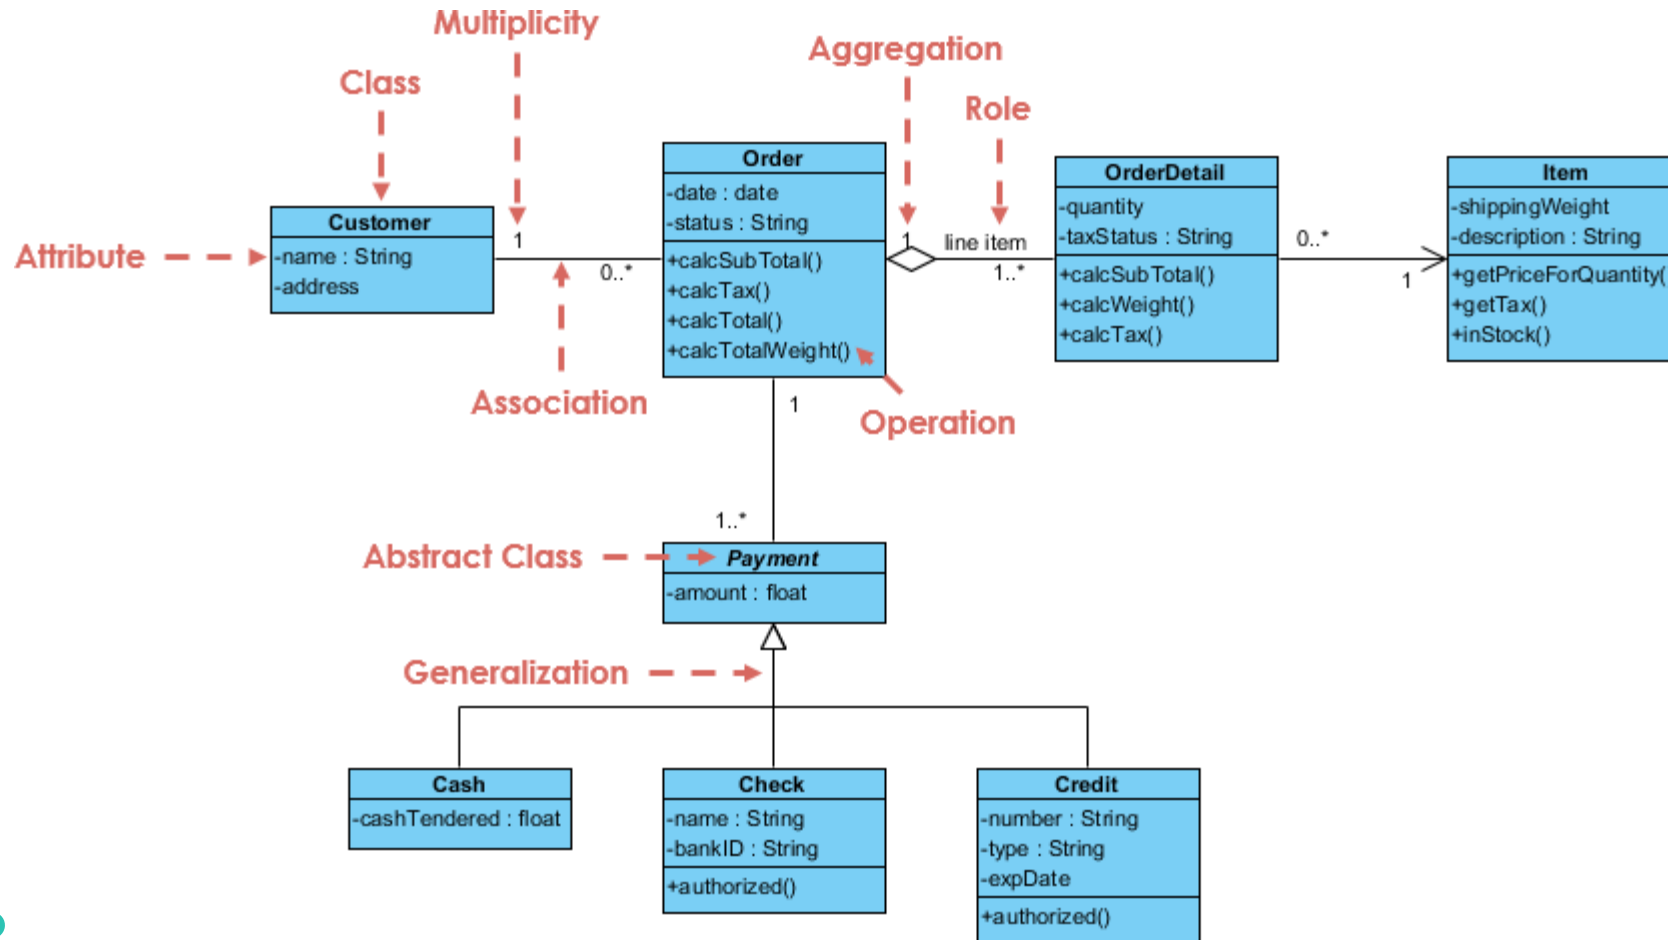 Multiplicity
Aggregation
Class
Role
Attribute
Customer
-name : String
-address
1
0..*
Association
Order
-date : date
-status : String
+calcSubTotal()
+calcTax()
+calcTotal()
+calcTotalWeight()
Operation
1
line item
1..*
OrderDetail
-quantity
-taxStatus : String
+calcSubTotal()
+calcWeight()
+calcTax()
0..*
1
Item
-shippingWeight
-description : String
+getPriceForQuantity(
+getTax()
+inStock()
1
1..*
Abstract Class
Payment
-amount : float
Generalization
Cash
-cashTendered : float
Check
-name : String
-bankID : String
+authorized()
Credit
-number : String
-type : String
-expDate
+authorized()